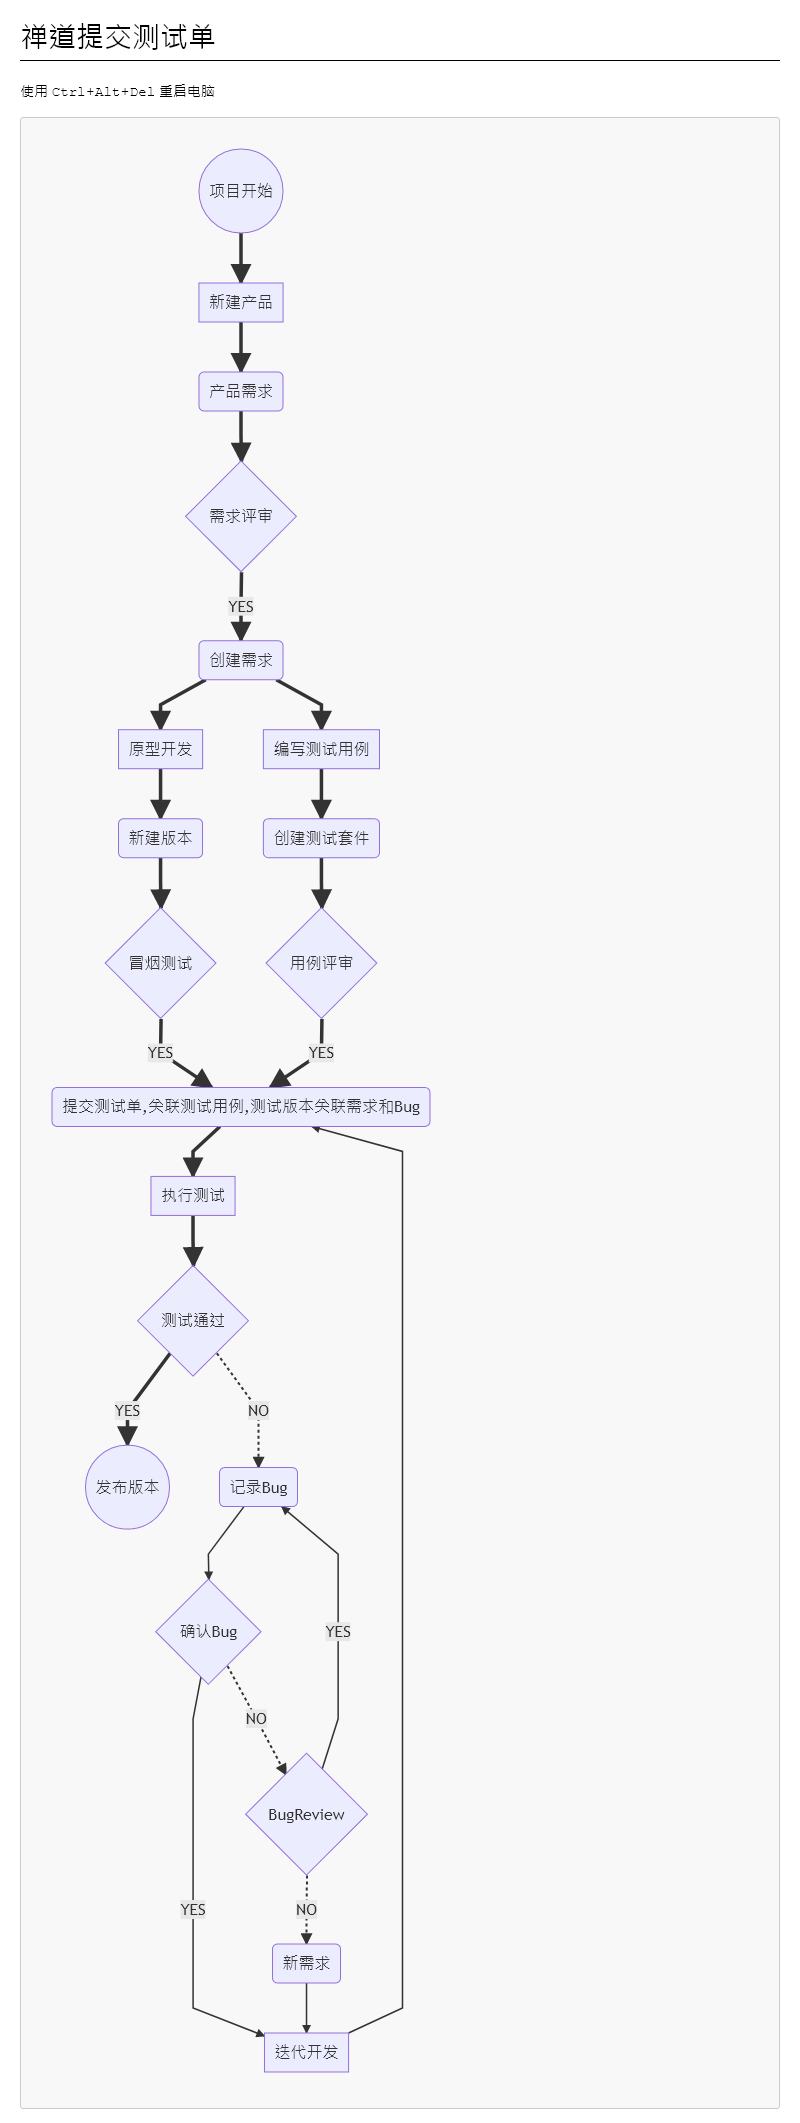 禅道提交测试单
使用 Ctrl+Alt+Del 重启电脑
项目开始
新建产品
产品需求
需求评审
YES
创建需求
原型开发
编写测试用例
新建版本
创建测试套件
冒烟测试
用例评审
YES
YES
提交测试单,关联测试用例,测试版本关联需求和Bug
执行测试
测试通过
YES
NO
发布版本
记录Bug
确认Bug
YES
NO
BugReview
YES
NO
新需求
迭代开发